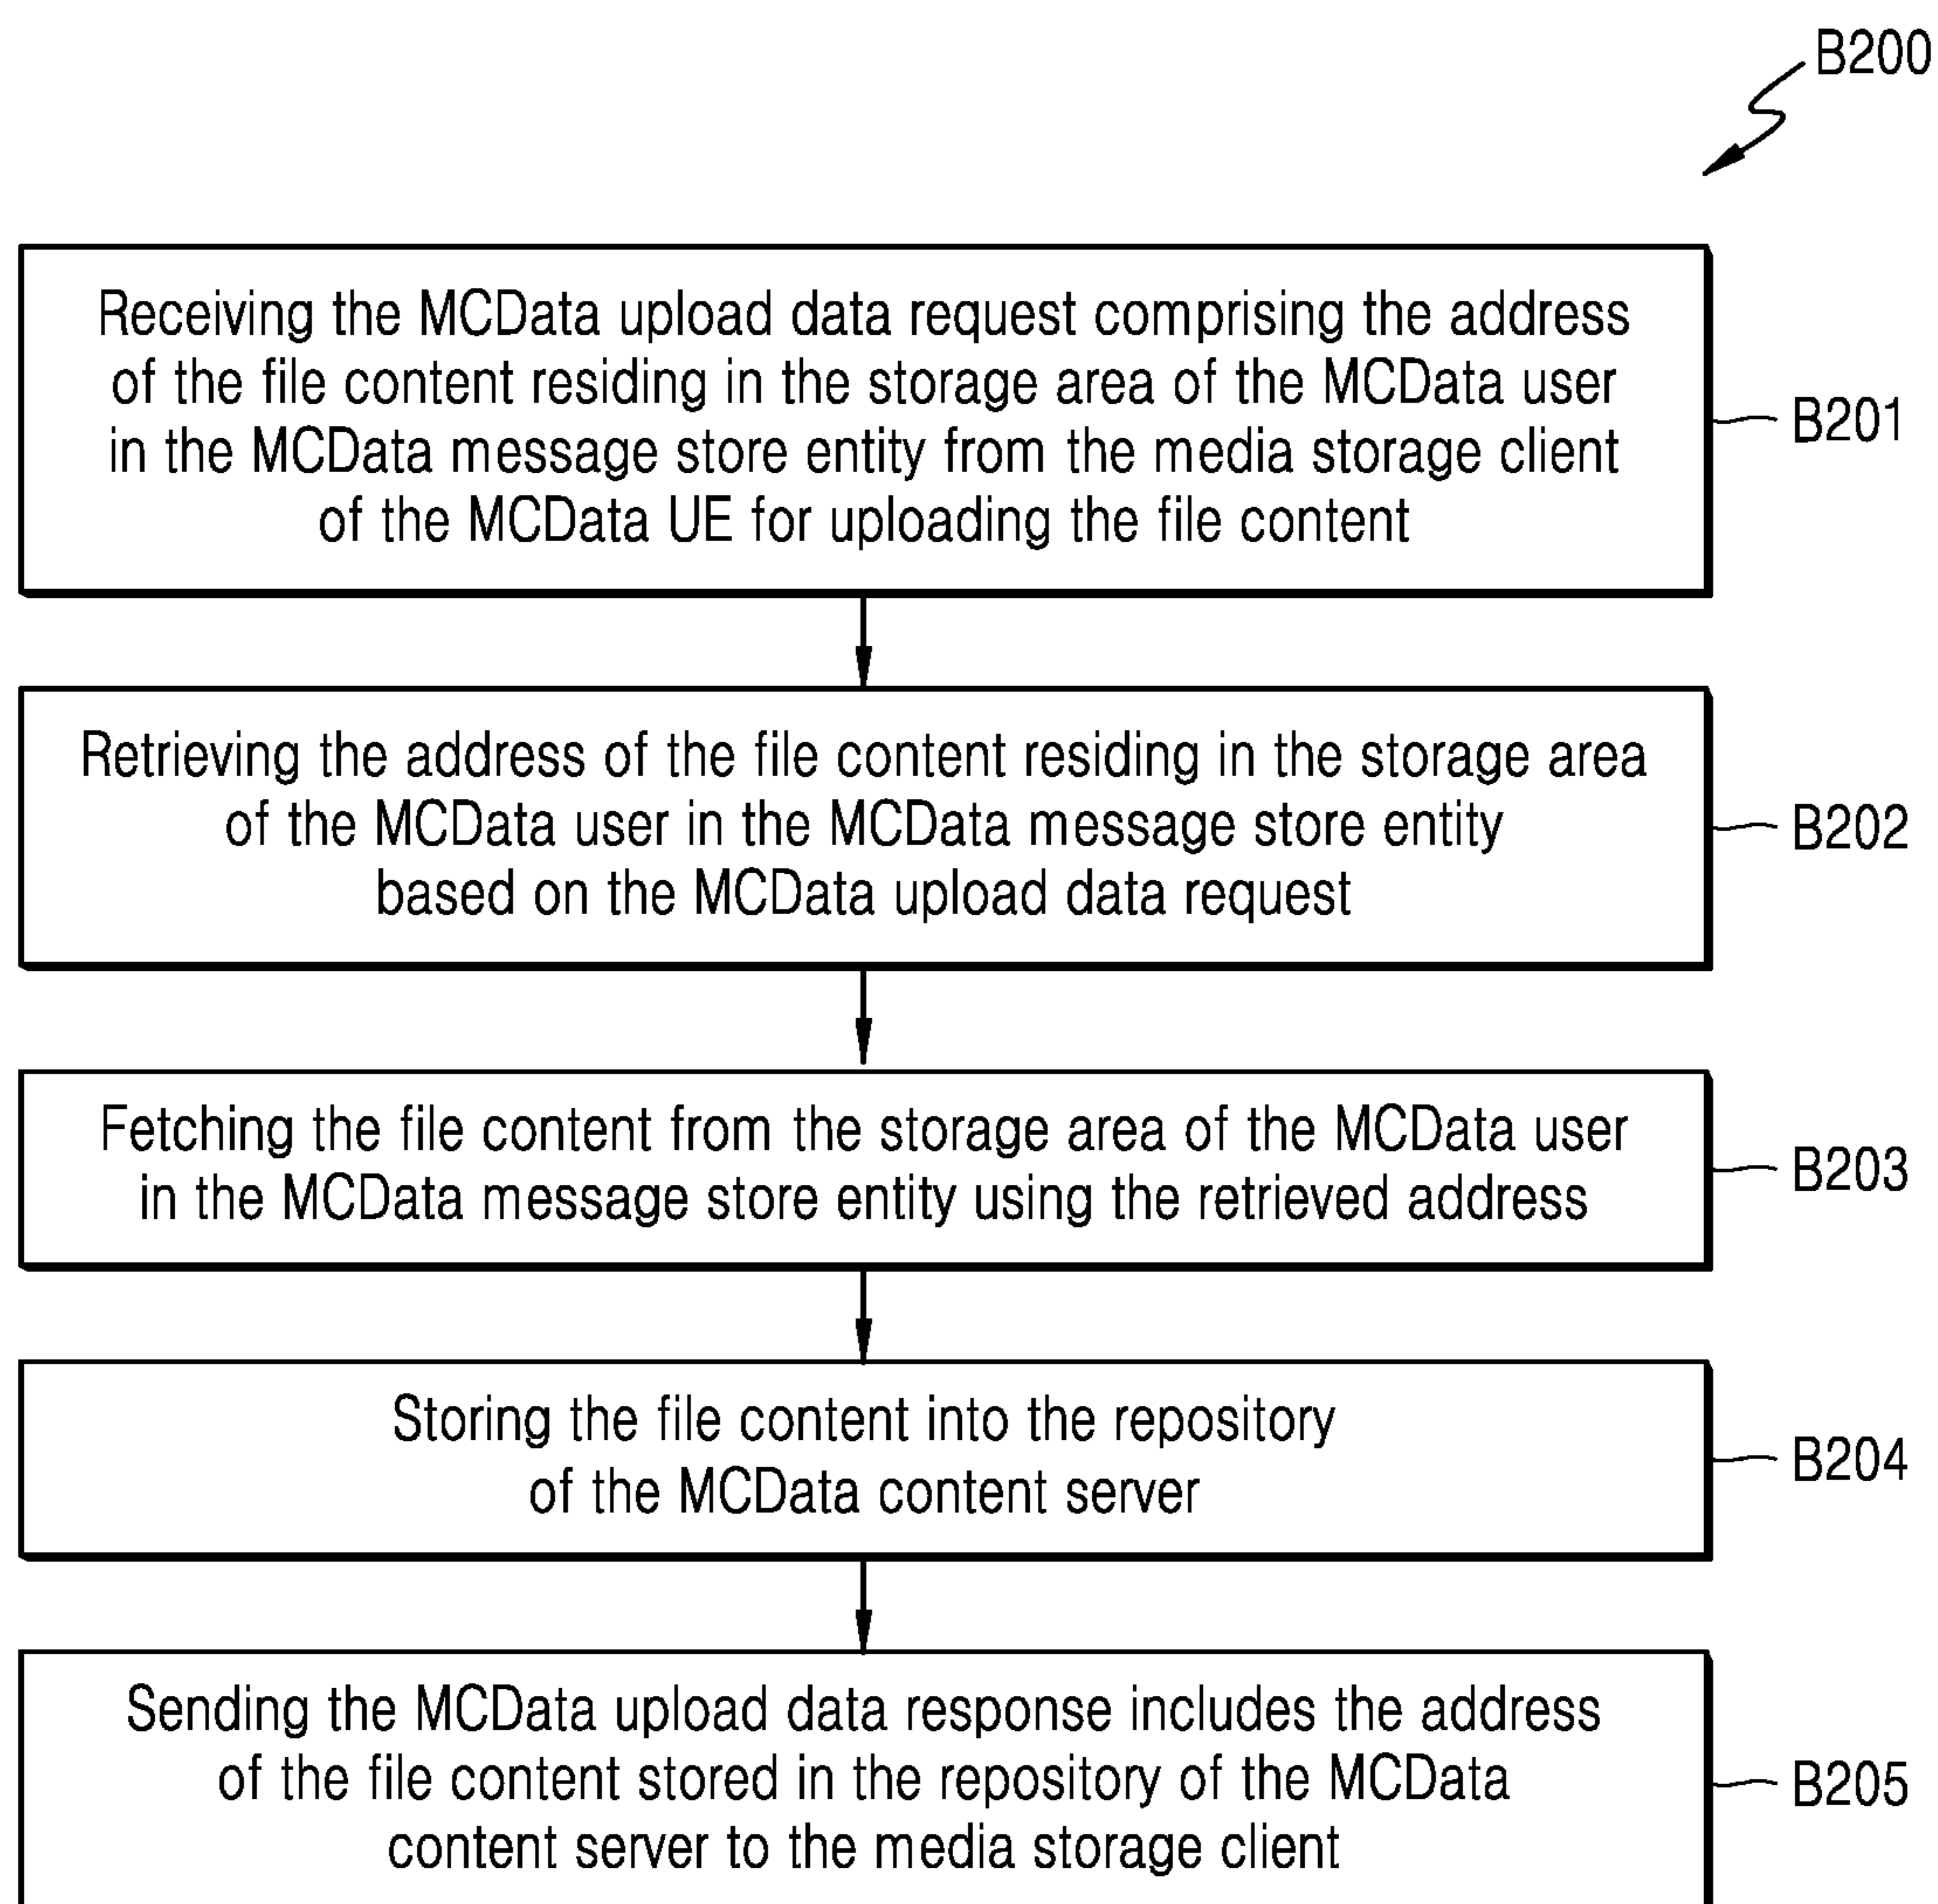 B200
Receiving the MCData upload data request comprising the address
of the file content residing in the storage area of the MCData user
in the MCData message store entity from the media storage client
of the MCData UE for uploading the file content
B201
Retrieving the address of the file content residing in the storage area
of the MCData user in the MCData message store entity
based on the MCData upload data request
B202
Fetching the file content from the storage area of the MCData user
in the MCData message store entity using the retrieved address
B203
Storing the file content into the repository
of the MCData content server
B204
Sending the MCData upload data response includes the address
of the file content stored in the repository of the MCData
content server to the media storage client
B205